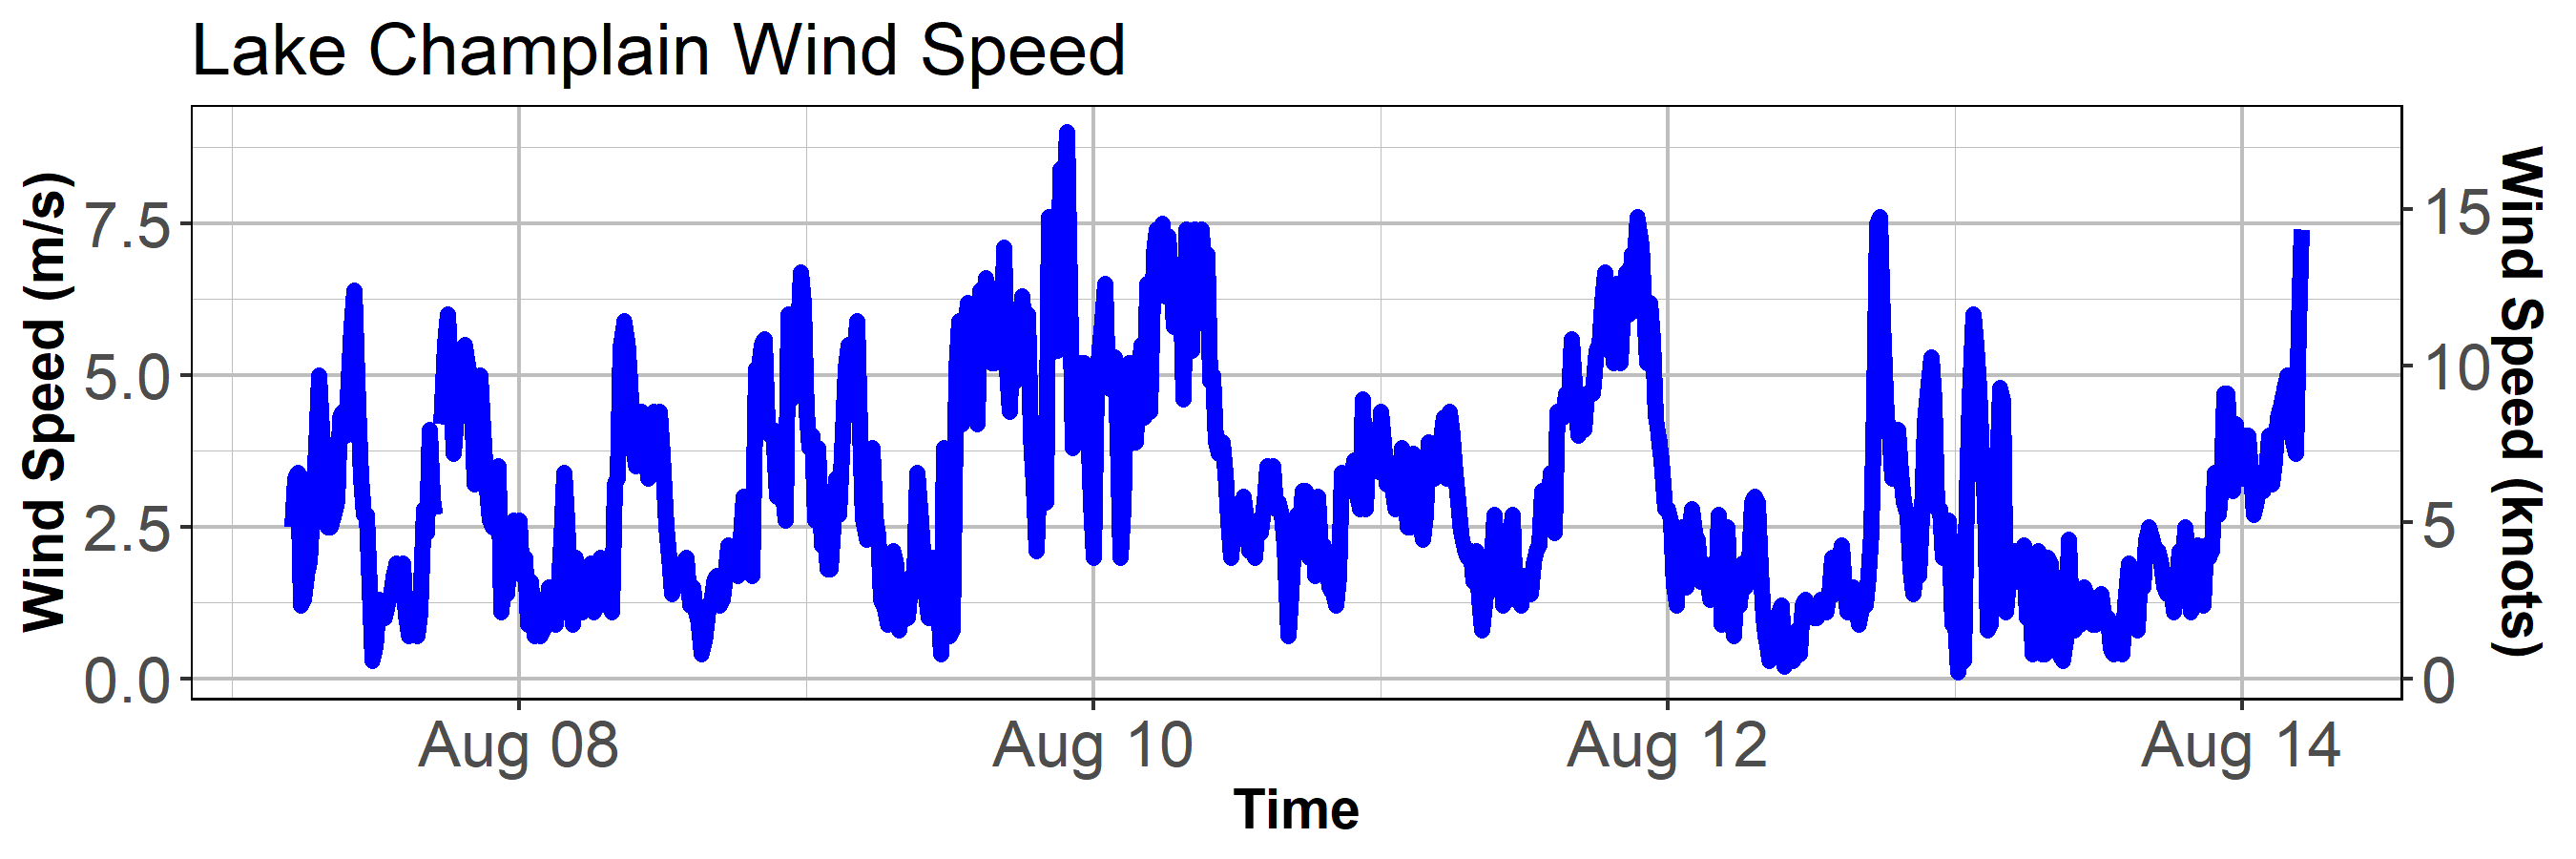 Lake Champlain Wind Speed
Wind Speed (m/s)
7.5
5.0
2.5
0.0
15
10
5
0
Wind Speed (knots)
Aug 08
Aug 10
Aug 12
Aug 14
Time